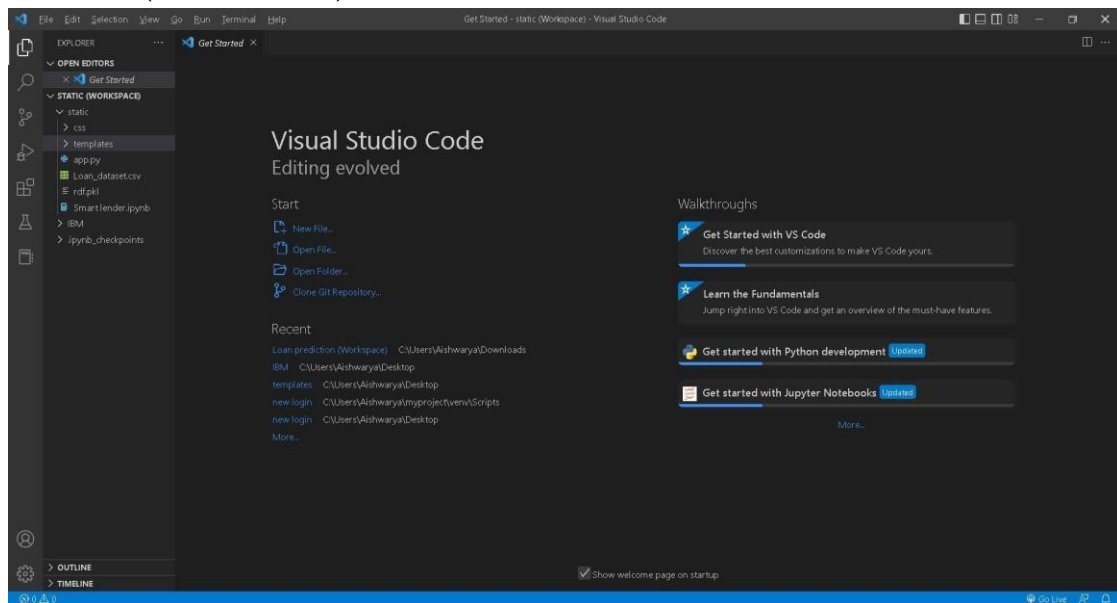 File Edit Selection View Go Run Terminal Help
Get Started - static (Workspace) - Visual Studio Code
EXPLORER
Get Started
OPEN EDITORS
Get Started
STATIC (WORKSPACE)
static
css
templates
app.py
Loan_dataset.csv
rdf.pkl
Smart lender.ipynb
IBM
.ipynb_checkpoints
OUTLINE
TIMELINE
Visual Studio Code
Editing evolved
Start
New File...
Open File...
Open Folder...
Clone Git Repository...
Recent
Loan prediction (Workspace) C:\Users\Aishwarya\Downloads
IBM C:\Users\Aishwarya\Desktop
templates C:\Users\Aishwarya\Desktop
new login C:\Users\Aishwarya\myproject\venv\Scripts
new login C:\Users\Aishwarya\Desktop
More...
Walkthroughs
Get Started with VS Code
Discover the best customizations to make VS Code yours.
Learn the Fundamentals
Jump right into VS Code and get an overview of the must-have features.
Get started with Python development Updated
Get started with Jupyter Notebooks Updated
More...
Show welcome page on startup
0 0
Go Live